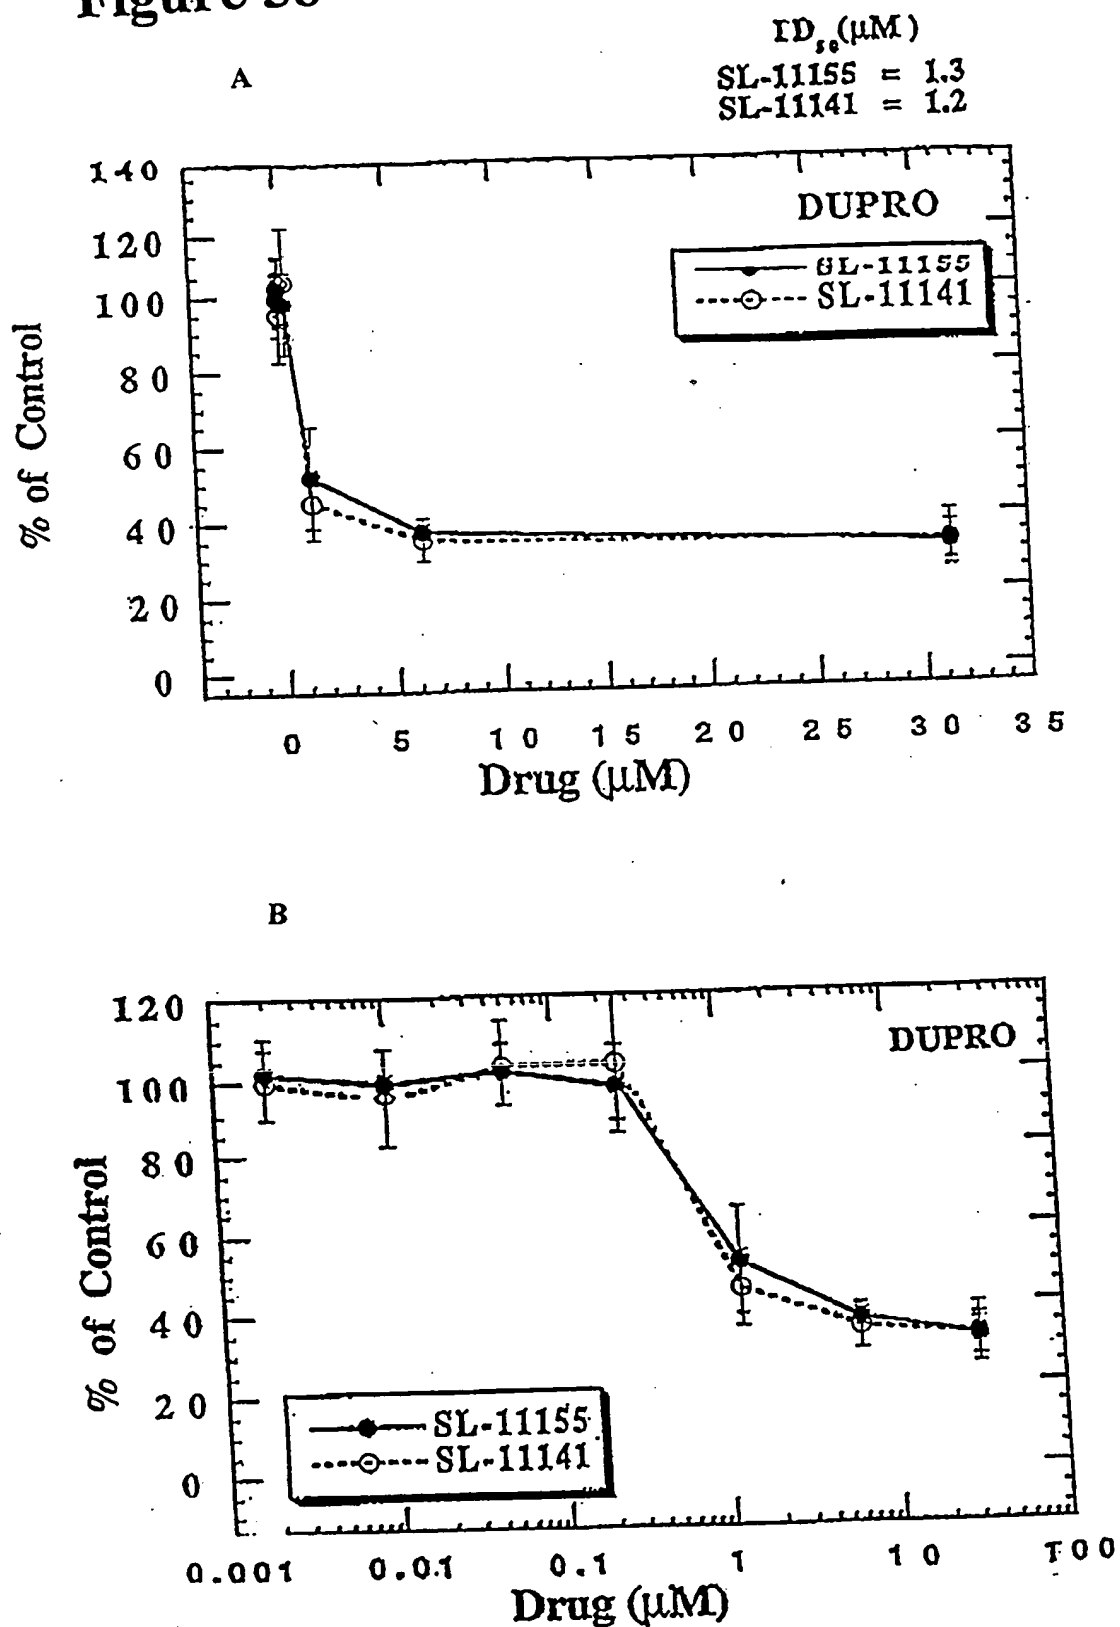 A
ID50(μM)
SL-11155 = 1.3
SL-11141 = 1.2
140
120
100
80
60
40
20
0
% of Control
DUPRO
SL-11155
SL-11141
0 5 10 15 20 25 30 35
Drug (μM)
B
120
100
80
60
40
20
0
% of Control
DUPRO
SL-11155
SL-11141
0.001 0.01 0.1 1 10 100
Drug (μM)